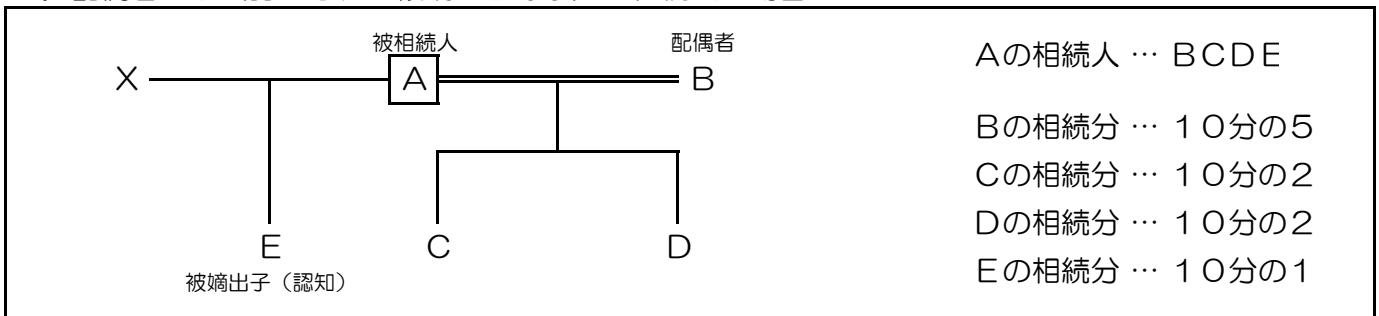 被相続人 配偶者
X A B
E C D
被嫡出子（認知）
Aの相続人 … BCDE
Bの相続分 … 10分の5
Cの相続分 … 10分の2
Dの相続分 … 10分の2
Eの相続分 … 10分の1